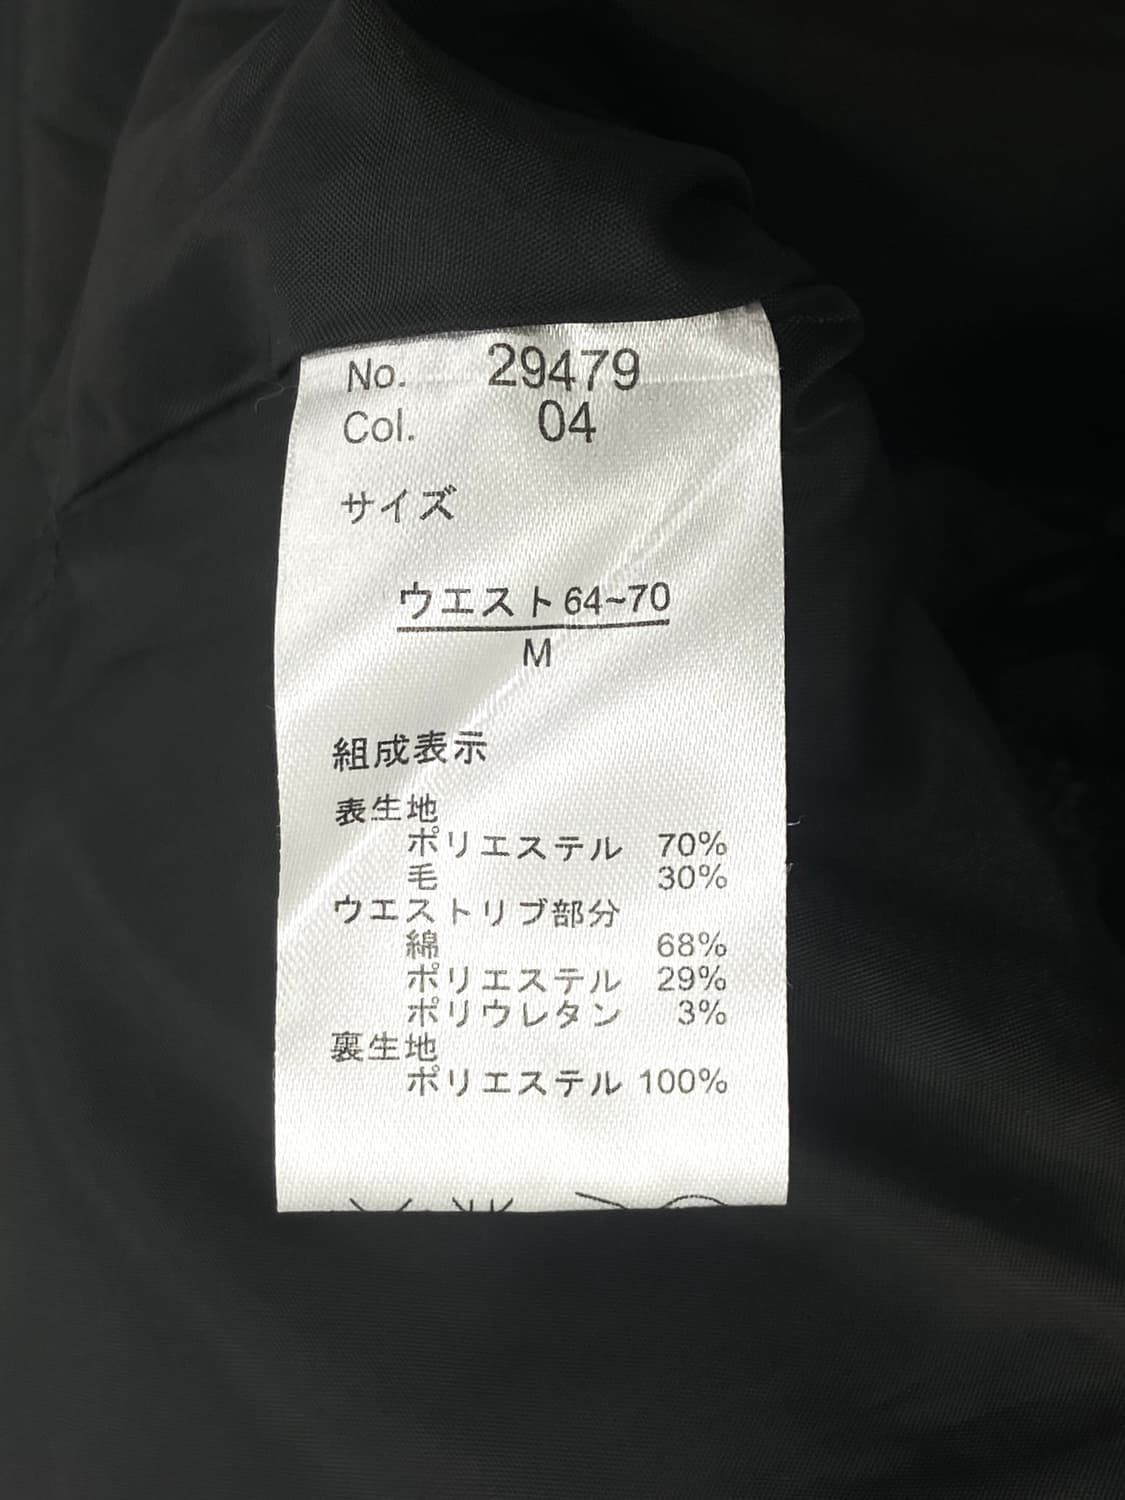 No. 29479
Col. 04
サイズ
ウエスト64~70
M
組成表示
表生地
ポリエステル 70%
毛 30%
ウエストリブ部分
綿 68%
ポリエステル 29%
ポリウレタン 3%
裏生地
ポリエステル 100%